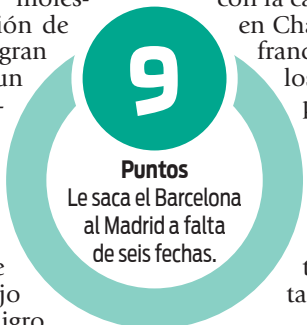 9
Puntos
Le saca el Barcelona
al Madrid a falta
de seis fechas.